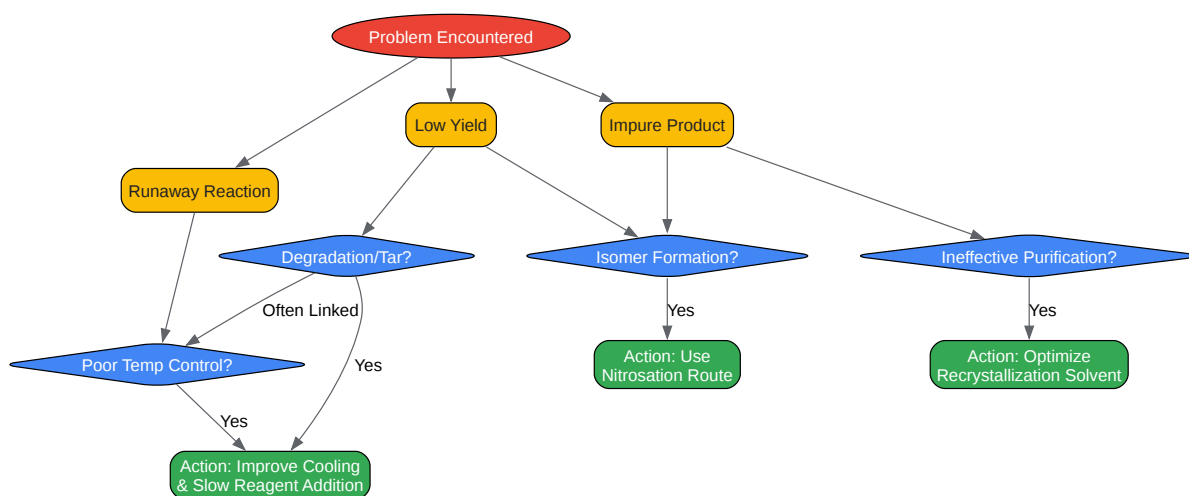 Problem Encountered
Low Yield
Impure Product
Runaway Reaction
Degradation/Tar?
Isomer Formation?
Ineffective Purification?
Often Linked
Yes
Yes
Poor Temp Control?
Yes
Action: Use
Nitrosation Route
Action: Optimize
Recrystallization Solvent
Yes
Action: Improve Cooling
& Slow Reagent Addition